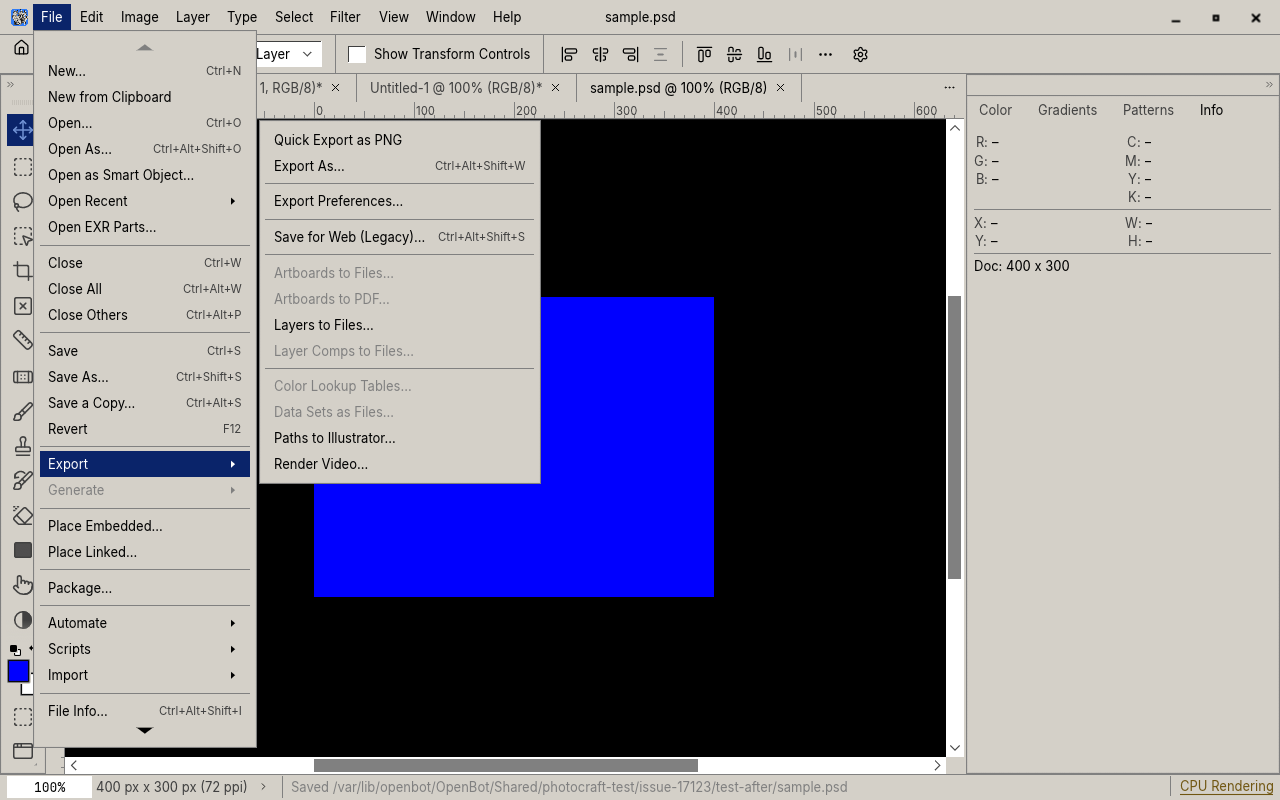 File Edit Image Layer Type Select Filter View Window Help sample.psd
Layer Show Transform Controls
1, RGB/8)* Untitled-1 @ 100% (RGB/8)* sample.psd @ 100% (RGB/8)
0 100 200 300 400 500 600
New... Ctrl+N
New from Clipboard
Open... Ctrl+O
Open As... Ctrl+Alt+Shift+O
Open as Smart Object...
Open Recent
Open EXR Parts...
Close Ctrl+W
Close All Ctrl+Alt+W
Close Others Ctrl+Alt+P
Save Ctrl+S
Save As... Ctrl+Shift+S
Save a Copy... Ctrl+Alt+S
Revert F12
Export
Generate
Place Embedded...
Place Linked...
Package...
Automate
Scripts
Import
File Info... Ctrl+Alt+Shift+I
Quick Export as PNG
Export As... Ctrl+Alt+Shift+W
Export Preferences...
Save for Web (Legacy)... Ctrl+Alt+Shift+S
Artboards to Files...
Artboards to PDF...
Layers to Files...
Layer Comps to Files...
Color Lookup Tables...
Data Sets as Files...
Paths to Illustrator...
Render Video...
Color Gradients Patterns Info
R: – C: –
G: – M: –
B: – Y: –
K: –
X: – W: –
Y: – H: –
Doc: 400 x 300
100% 400 px x 300 px (72 ppi) Saved /var/lib/openbot/OpenBot/Shared/photocraft-test/issue-17123/test-after/sample.psd CPU Rendering